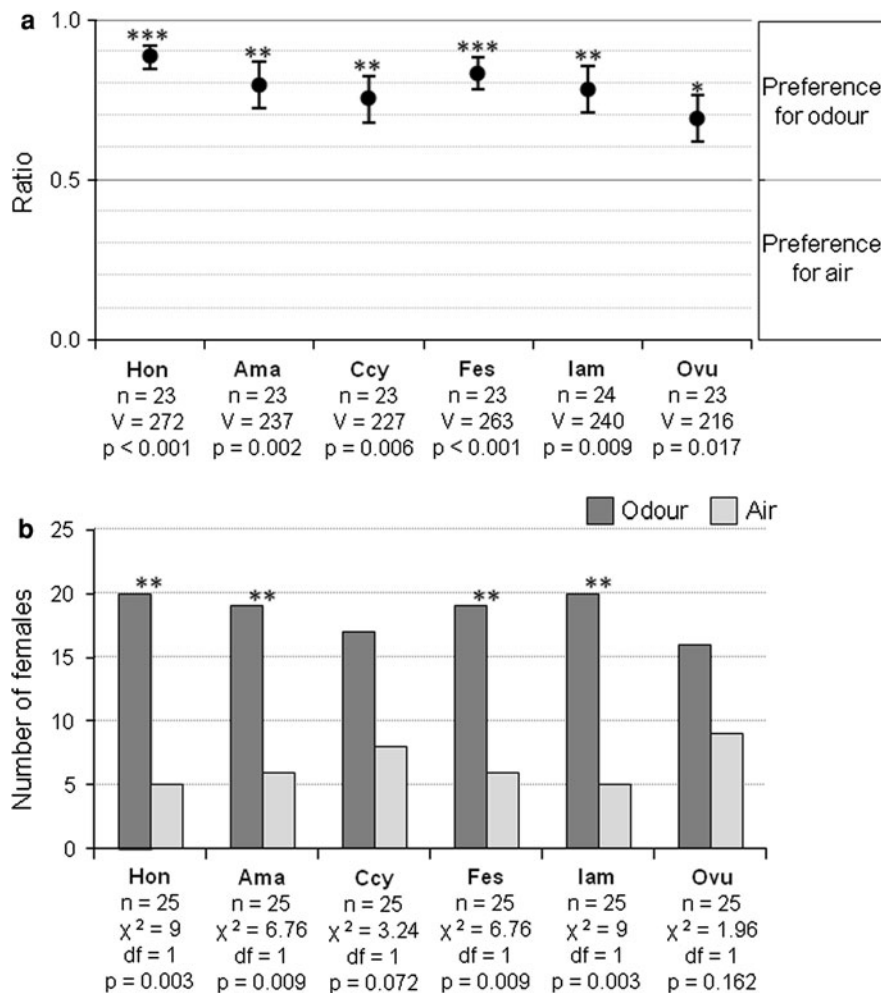 a
1.0
0.5
0.0
Ratio
*** ** ** *** ** *
Preference
for odour
Preference
for air
Hon Ama Ccy Fes Iam Ovu
n = 23 n = 23 n = 23 n = 23 n = 24 n = 23
V = 272 V = 237 V = 227 V = 263 V = 240 V = 216
p < 0.001 p = 0.002 p = 0.006 p < 0.001 p = 0.009 p = 0.017
b
Odour Air
25
20
15
10
5
0
Number of females
** ** ** **
Hon Ama Ccy Fes Iam Ovu
n = 25 n = 25 n = 25 n = 25 n = 25 n = 25
χ² = 9 χ² = 6.76 χ² = 3.24 χ² = 6.76 χ² = 9 χ² = 1.96
df = 1 df = 1 df = 1 df = 1 df = 1 df = 1
p = 0.003 p = 0.009 p = 0.072 p = 0.009 p = 0.003 p = 0.162